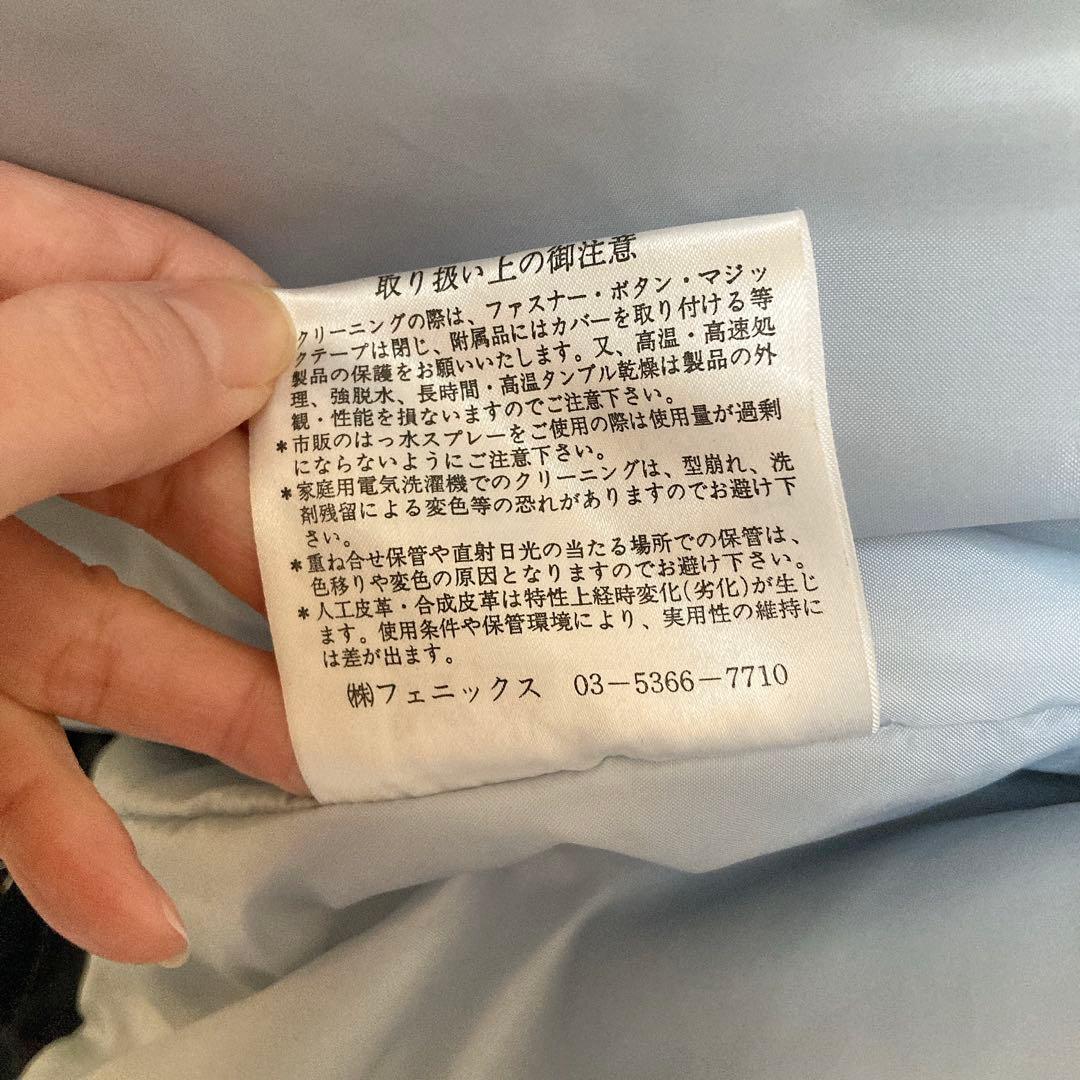 取り扱い上の御注意
クリーニングの際は、ファスナー・ボタン・マジッ
クテープは閉じ、附属品にはカバーを取り付ける等
製品の保護をお願いいたします。又、高温・高速処
理、強脱水、長時間・高温タンブル乾燥は製品の外
観・性能を損ないますのでご注意下さい。
*市販のはっ水スプレーをご使用の際は使用量が過剰
にならないようにご注意下さい。
*家庭用電気洗濯機でのクリーニングは、型崩れ、洗
剤残留による変色等の恐れがありますのでお避け下
さい。
*重ね合せ保管や直射日光の当たる場所での保管は、
色移りや変色の原因となりますのでお避け下さい。
*人工皮革・合成皮革は特性上経時変化(劣化)が生じ
ます。使用条件や保管環境により、実用性の維持に
は差が出ます。
㈱フェニックス 03-5366-7710